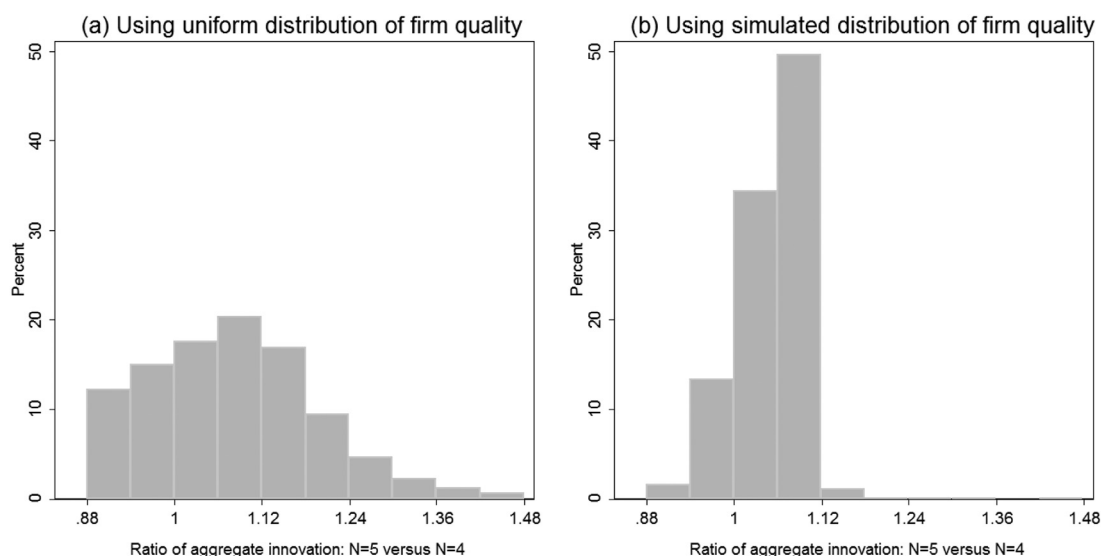 (a) Using uniform distribution of firm quality
50
40
30
20
10
0
Percent
.88 1 1.12 1.24 1.36 1.48
Ratio of aggregate innovation: N=5 versus N=4
(b) Using simulated distribution of firm quality
50
40
30
20
10
0
Percent
.88 1 1.12 1.24 1.36 1.48
Ratio of aggregate innovation: N=5 versus N=4